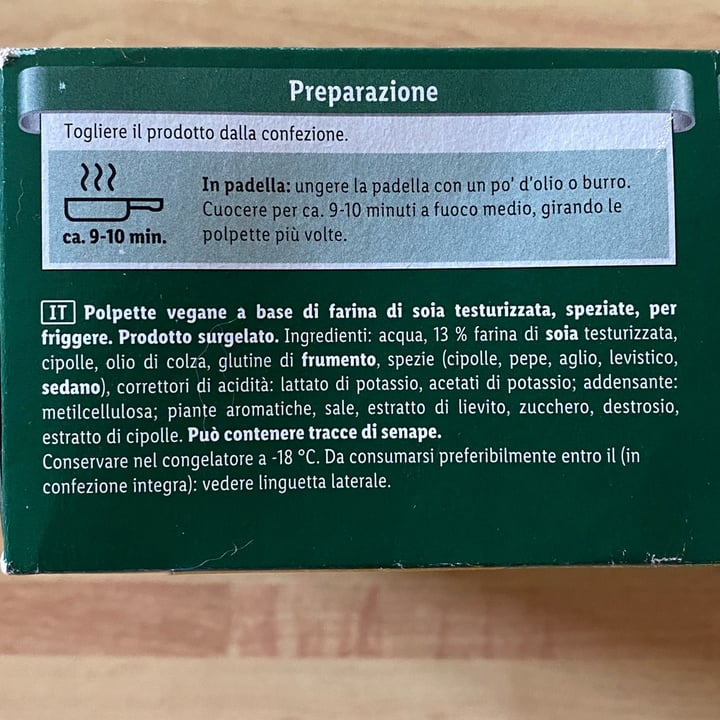 Preparazione
Togliere il prodotto dalla confezione.
ca. 9-10 min.
In padella: ungere la padella con un po' d'olio o burro.
Cuocere per ca. 9-10 minuti a fuoco medio, girando le
polpette più volte.
IT Polpette vegane a base di farina di soia testurizzata, speziate, per
friggere. Prodotto surgelato. Ingredienti: acqua, 13 % farina di soia testurizzata,
cipolle, olio di colza, glutine di frumento, spezie (cipolle, pepe, aglio, levistico,
sedano), correttori di acidità: lattato di potassio, acetati di potassio; addensante:
metilcellulosa; piante aromatiche, sale, estratto di lievito, zucchero, destrosio,
estratto di cipolle. Può contenere tracce di senape.
Conservare nel congelatore a -18 °C. Da consumarsi preferibilmente entro il (in
confezione integra): vedere linguetta laterale.